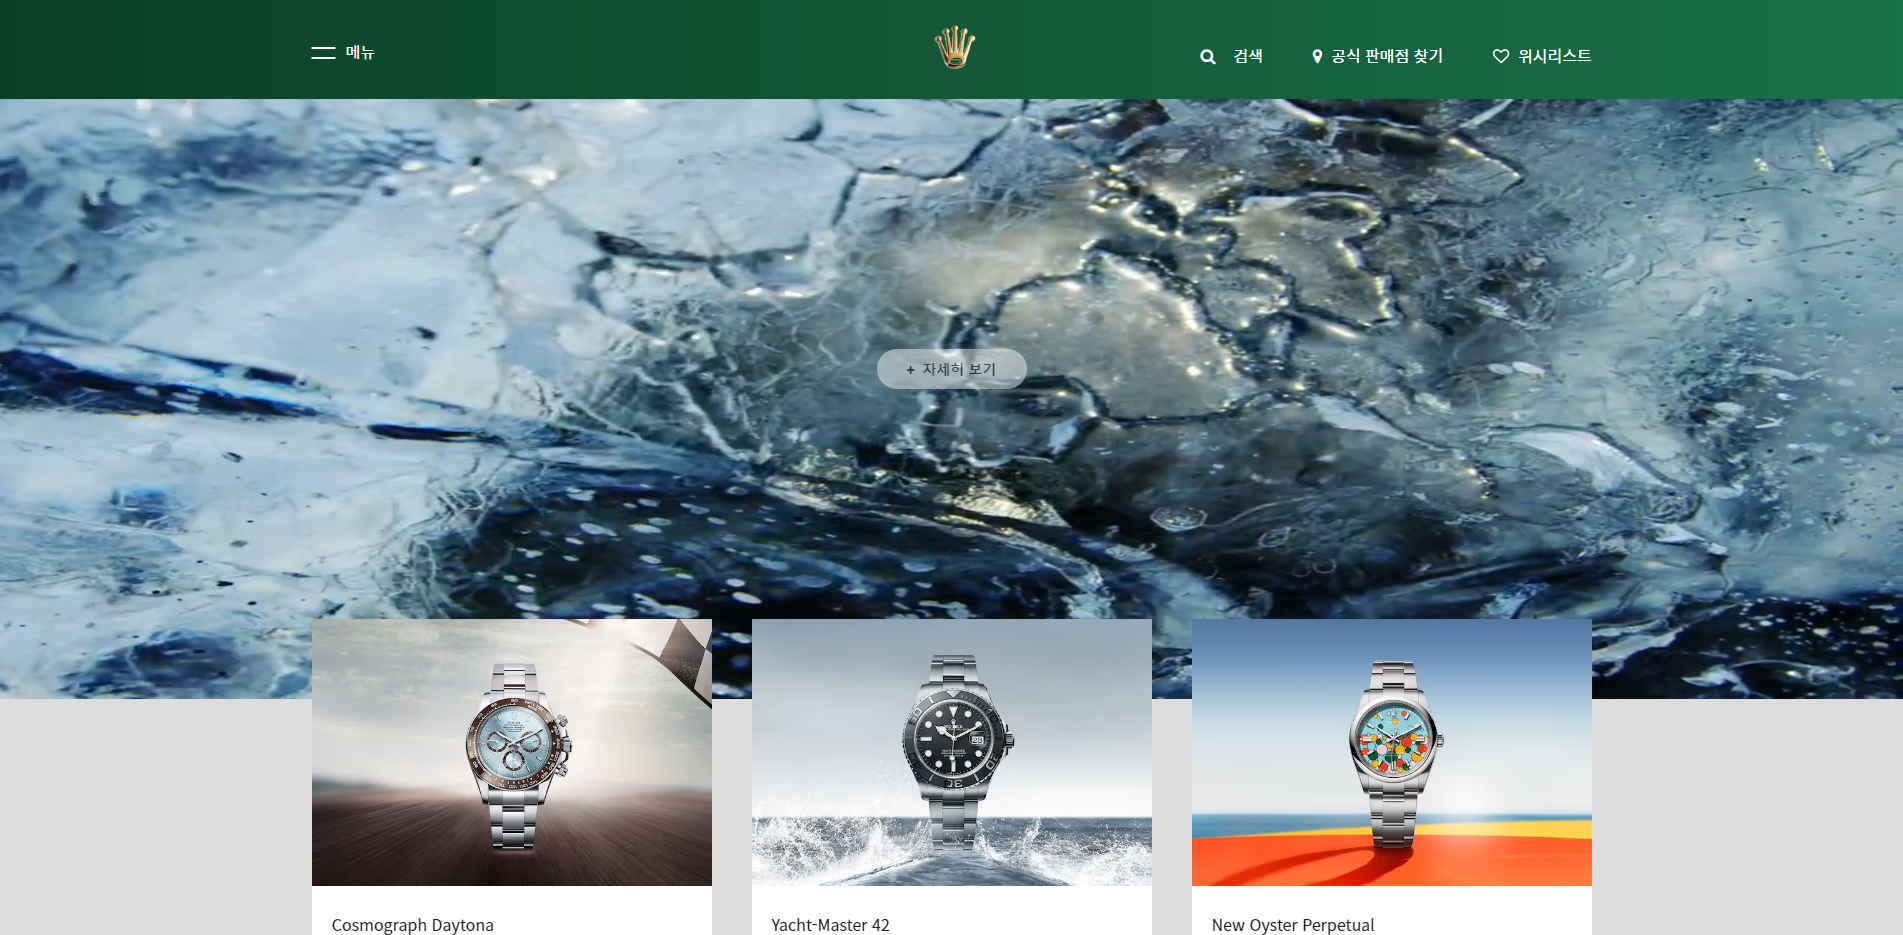 메뉴
검색
공식 판매점 찾기
위시리스트
+ 자세히 보기
Cosmograph Daytona
Yacht-Master 42
New Oyster Perpetual